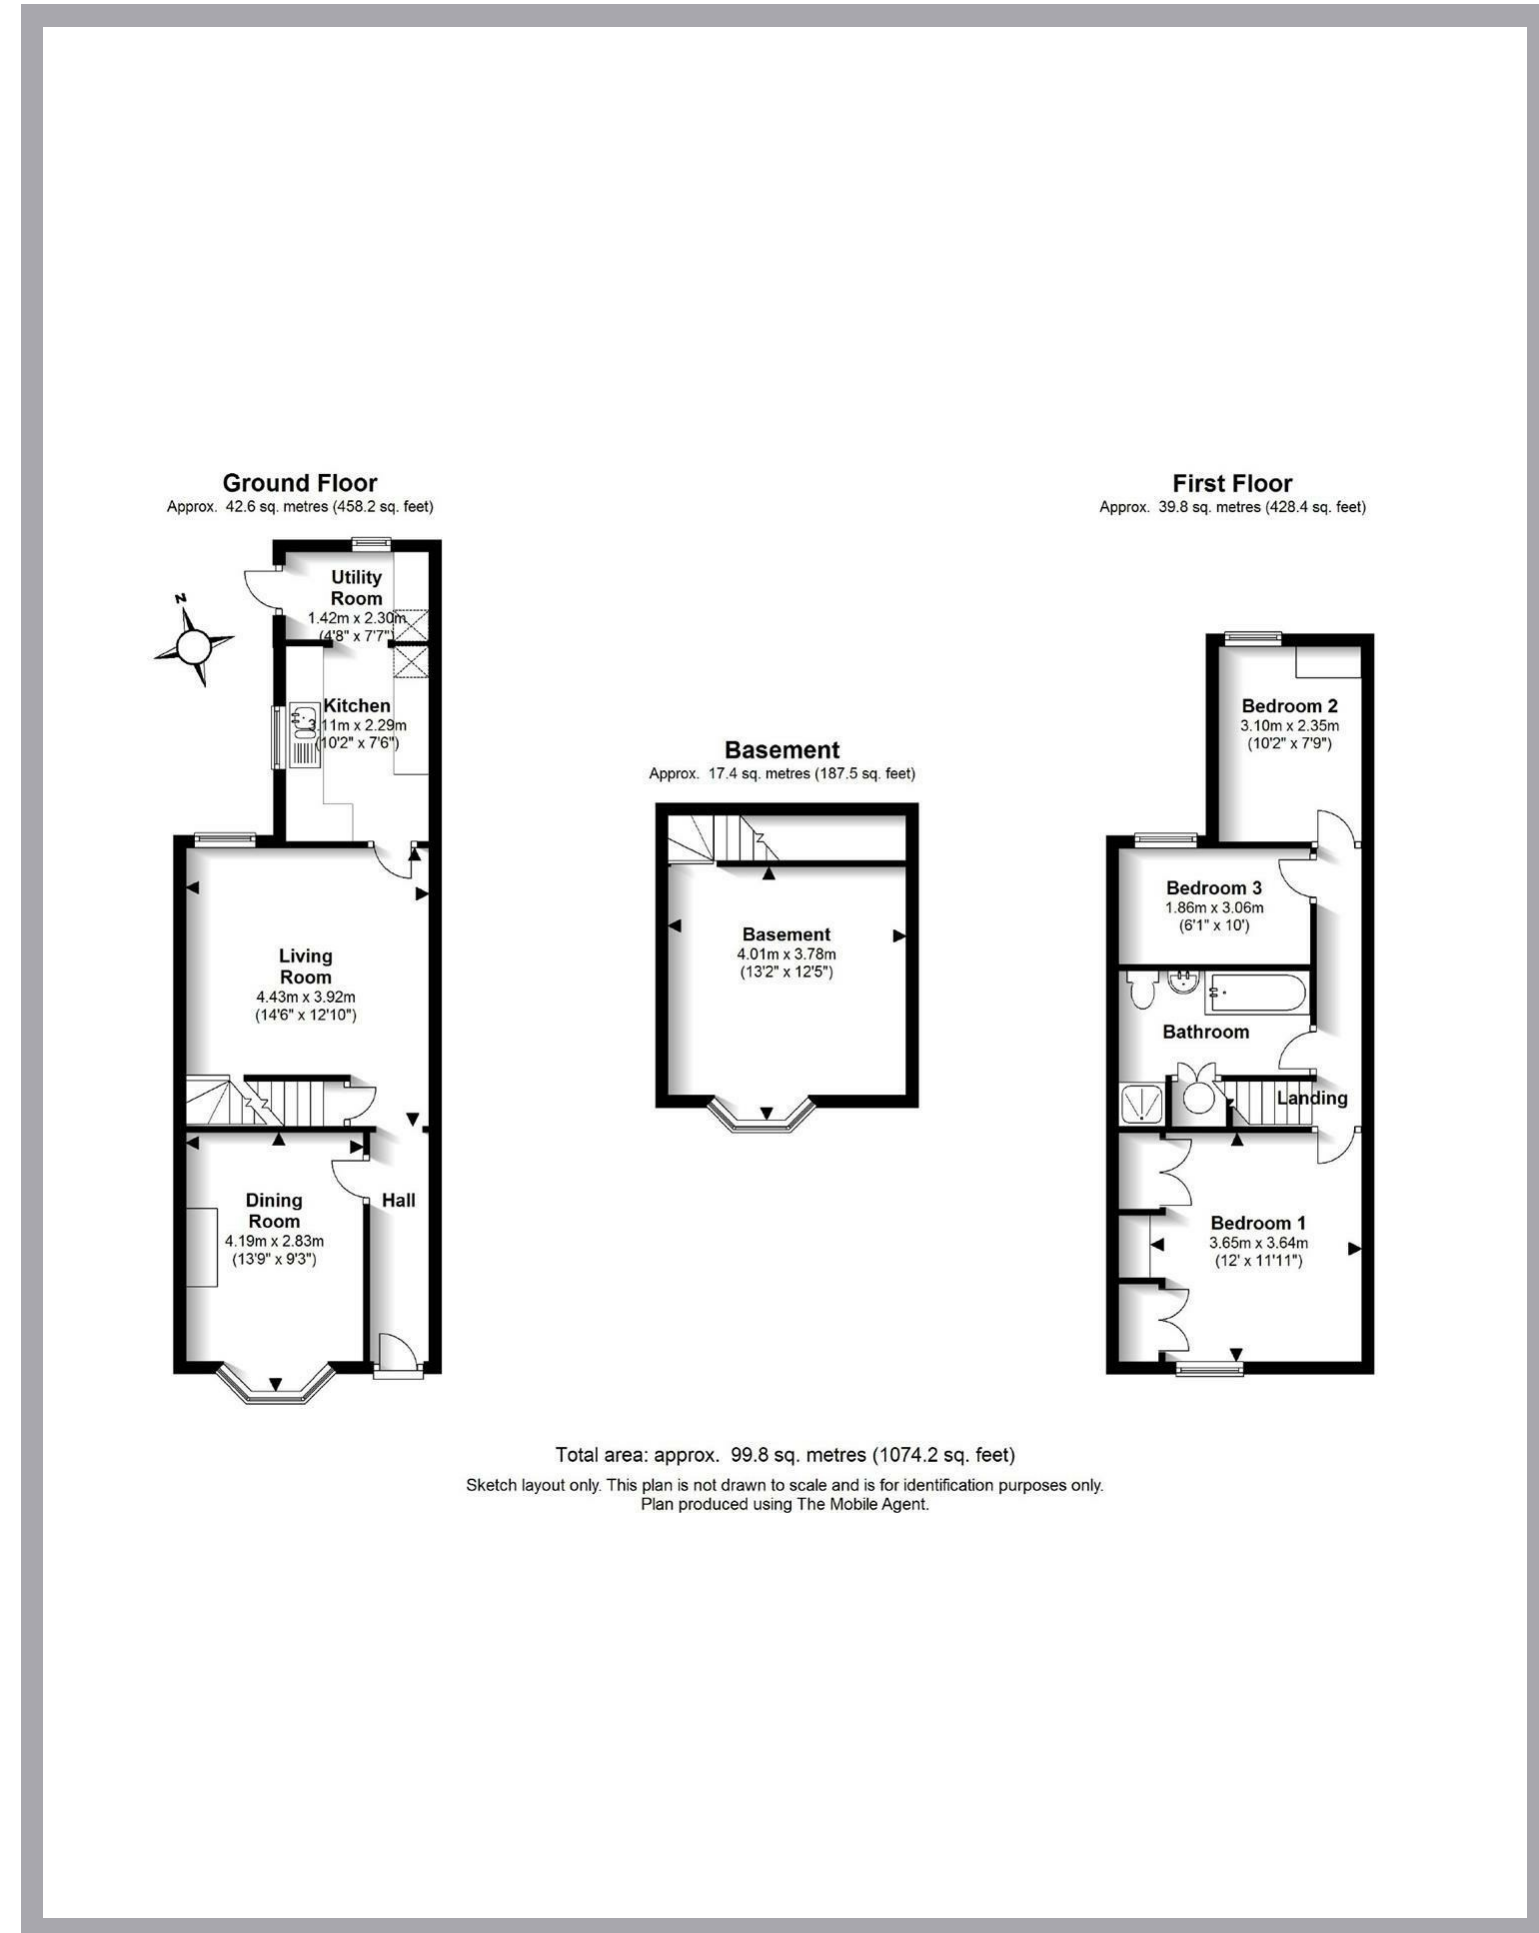 Ground Floor
Approx. 42.6 sq. metres (458.2 sq. feet)
N
Utility
Room
1.42m x 2.30m
(4'8" x 7'7")
Kitchen
3.11m x 2.29m
(10'2" x 7'6")
Living
Room
4.43m x 3.92m
(14'6" x 12'10")
Dining
Room
4.19m x 2.83m
(13'9" x 9'3")
Hall
Basement
Approx. 17.4 sq. metres (187.5 sq. feet)
Basement
4.01m x 3.78m
(13'2" x 12'5")
First Floor
Approx. 39.8 sq. metres (428.4 sq. feet)
Bedroom 2
3.10m x 2.35m
(10'2" x 7'9")
Bedroom 3
1.86m x 3.06m
(6'1" x 10')
Bathroom
Landing
Bedroom 1
3.65m x 3.64m
(12' x 11'11")
Total area: approx. 99.8 sq. metres (1074.2 sq. feet)
Sketch layout only. This plan is not drawn to scale and is for identification purposes only.
Plan produced using The Mobile Agent.